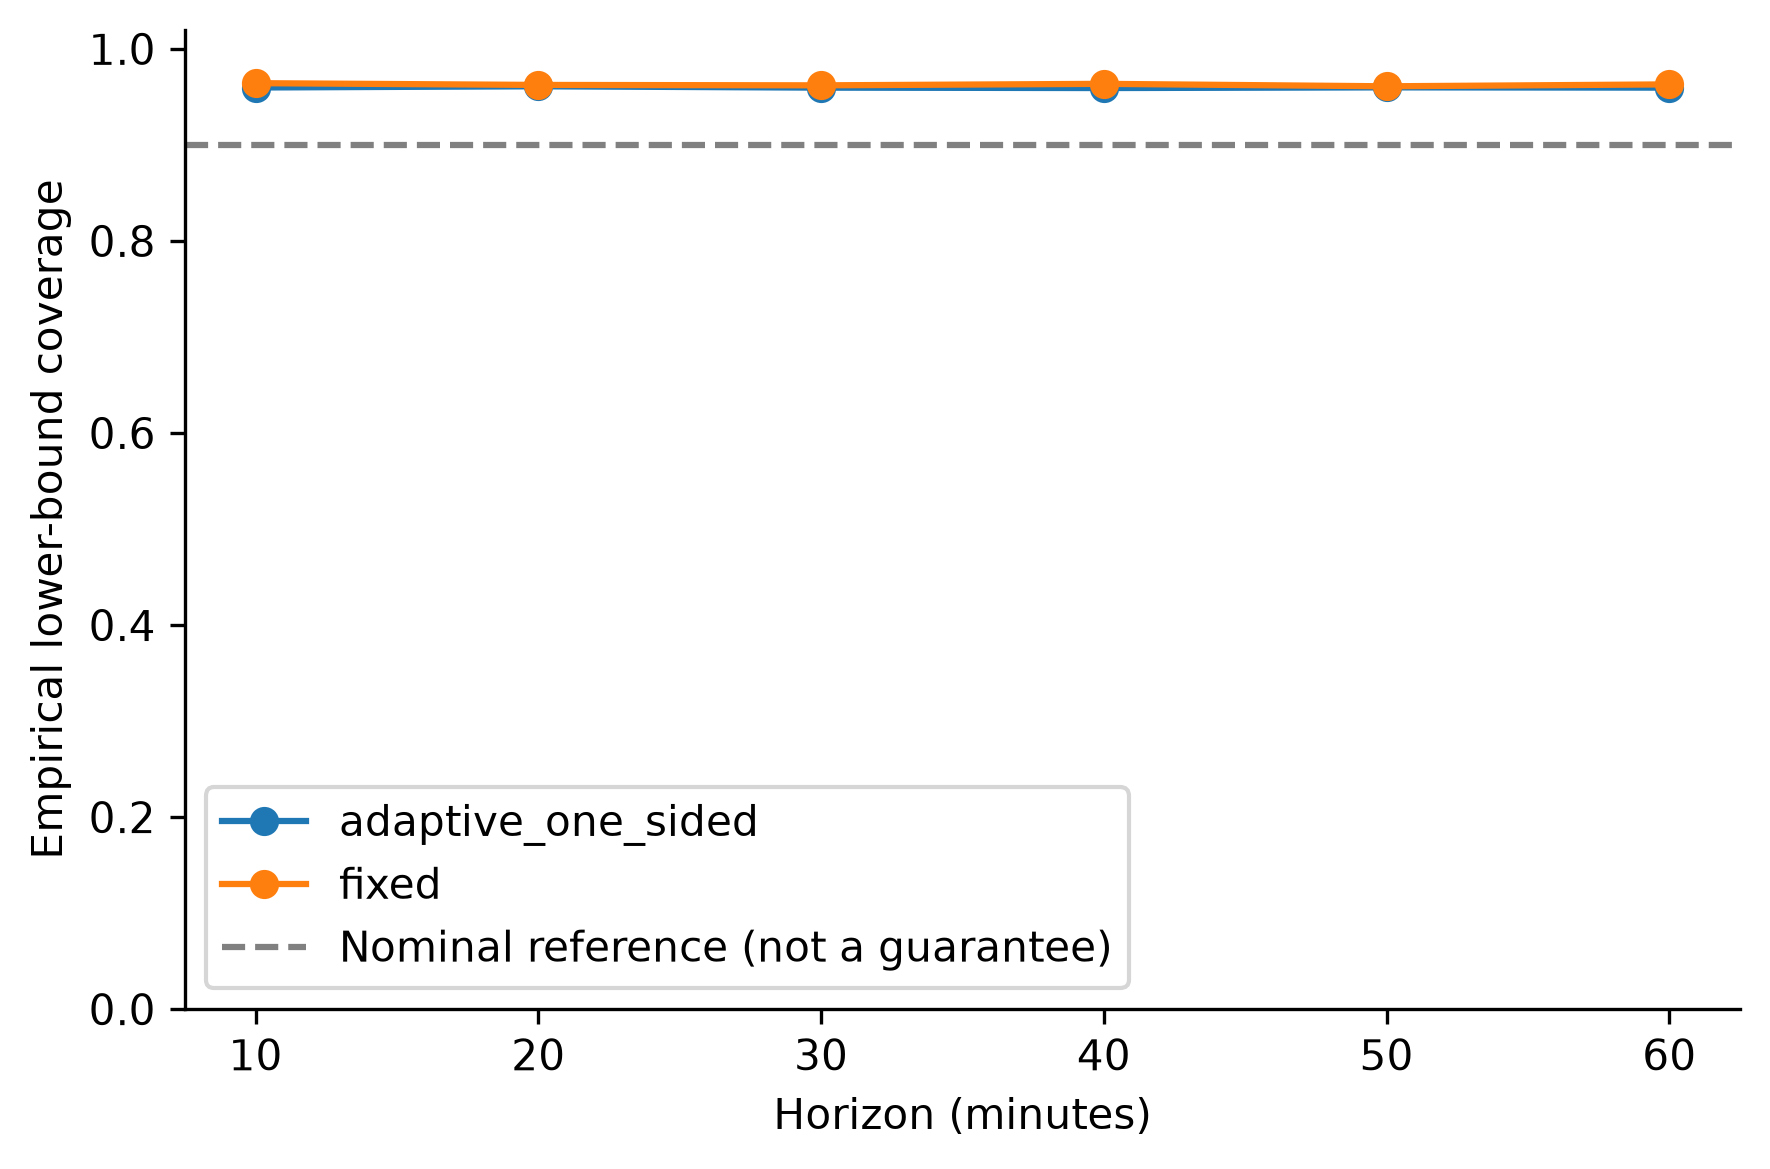 Empirical lower-bound coverage
1.0
0.8
0.6
0.4
0.2
0.0
adaptive_one_sided
fixed
Nominal reference (not a guarantee)
10 20 30 40 50 60
Horizon (minutes)